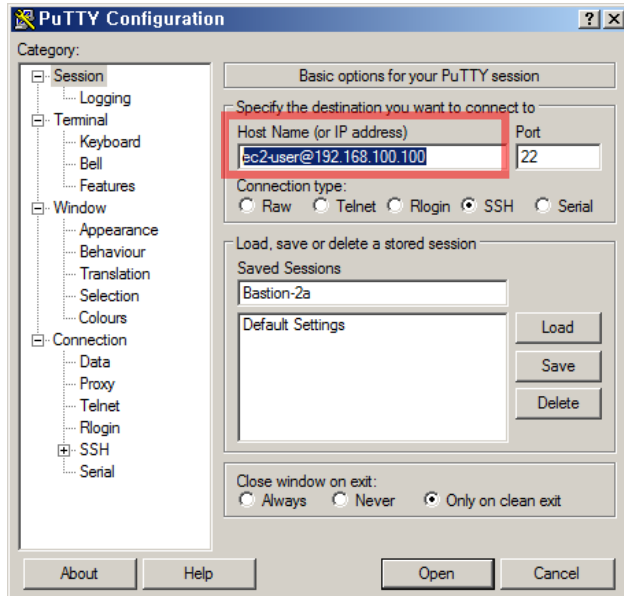 PuTTY Configuration
Category:
Session
Logging
Terminal
Keyboard
Bell
Features
Window
Appearance
Behaviour
Translation
Selection
Colours
Connection
Data
Proxy
Telnet
Rlogin
SSH
Serial
Basic options for your PuTTY session
Specify the destination you want to connect to
Host Name (or IP address) Port
ec2-user@192.168.100.100 22
Connection type:
Raw Telnet Rlogin SSH Serial
Load, save or delete a stored session
Saved Sessions
Bastion-2a
Default Settings
Load
Save
Delete
Close window on exit:
Always Never Only on clean exit
About Help Open Cancel